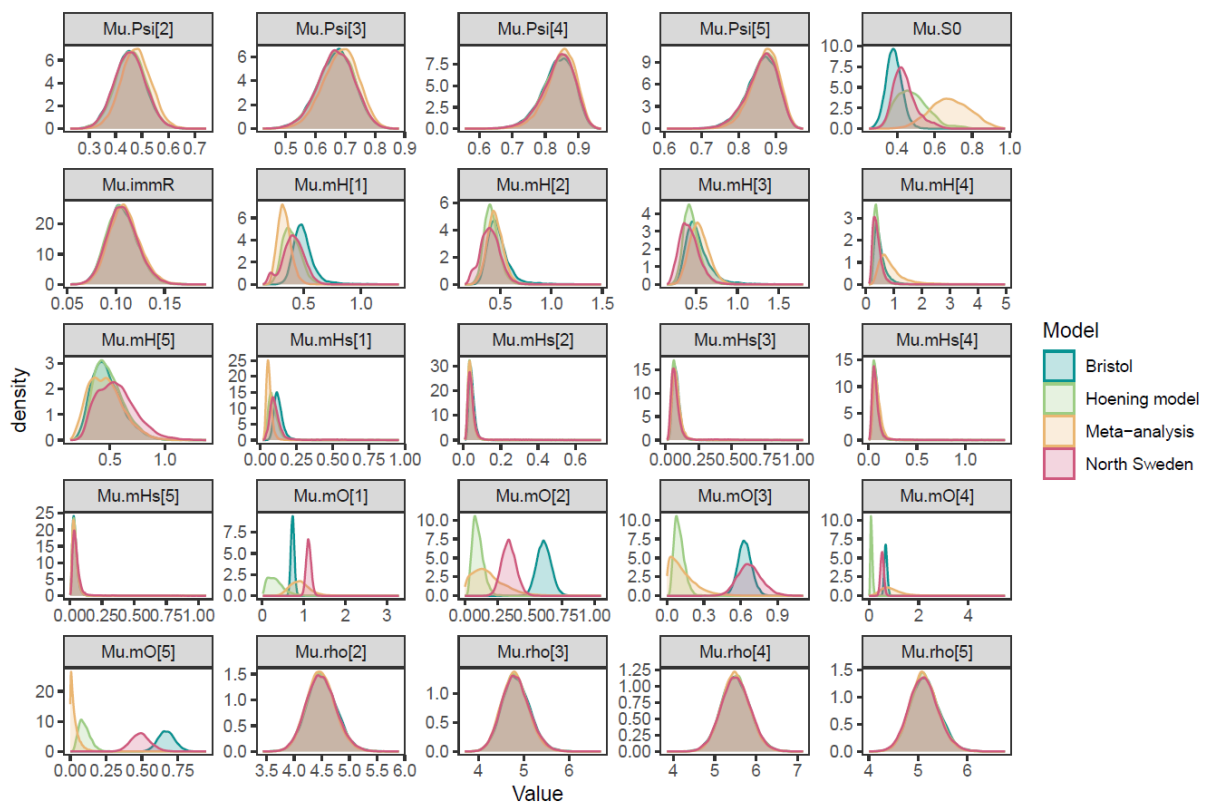 Mu.Psi[2] Mu.Psi[3] Mu.Psi[4] Mu.Psi[5] Mu.S0
6 4 2 0 6 4 2 0 7.5 5.0 2.5 0.0 9 6 3 0 10.0 7.5 5.0 2.5 0.0
0.3 0.4 0.5 0.6 0.7 0.5 0.6 0.7 0.8 0.9 0.6 0.7 0.8 0.9 0.6 0.7 0.8 0.9 0.4 0.6 0.8 1.0
Mu.immR Mu.mH[1] Mu.mH[2] Mu.mH[3] Mu.mH[4]
20 10 0 6 4 2 0 6 4 2 0 4 3 2 1 0 3 2 1 0
0.05 0.10 0.15 0.5 1.0 0.5 1.0 1.5 0.5 1.0 1.5 0 1 2 3 4 5
Mu.mH[5] Mu.mHs[1] Mu.mHs[2] Mu.mHs[3] Mu.mHs[4]
3 2 1 0 25 20 15 10 5 0 30 20 10 0 20 15 10 5 0 15 10 5 0
0.5 1.0 0.00 0.25 0.50 0.75 1.00 0.0 0.2 0.4 0.6 0.00 0.25 0.50 0.75 1.00 0.0 0.5 1.0
Mu.mHs[5] Mu.mO[1] Mu.mO[2] Mu.mO[3] Mu.mO[4]
25 20 15 10 5 0 7.5 5.0 2.5 0.0 10.0 7.5 5.0 2.5 0.0 10.0 7.5 5.0 2.5 0.0 10.0 7.5 5.0 2.5 0.0
0.00 0.25 0.50 0.75 1.00 0 1 2 3 0.00 0.25 0.50 0.75 1.00 0.0 0.3 0.6 0.9 0 2 4
Mu.mO[5] Mu.rho[2] Mu.rho[3] Mu.rho[4] Mu.rho[5]
20 10 0 1.5 1.0 0.5 0.0 1.0 0.5 0.0 1.25 1.00 0.75 0.50 0.25 0.00 1.5 1.0 0.5 0.0
0.00 0.25 0.50 0.75 3.5 4.0 4.5 5.0 5.5 6.0 4 5 6 4 5 6 7 4 5 6
density
Value
Model
Bristol
Hoening model
Meta−analysis
North Sweden